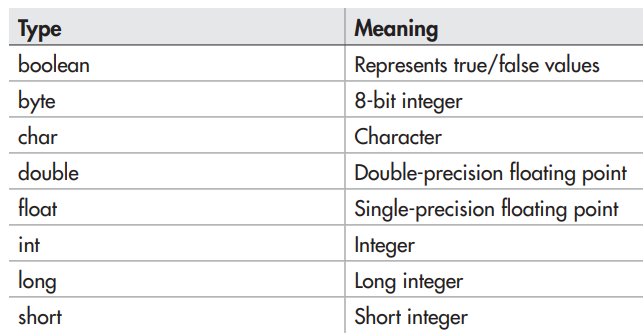 Type Meaning
boolean Represents true/false values
byte 8-bit integer
char Character
double Double-precision floating point
float Single-precision floating point
int Integer
long Long integer
short Short integer